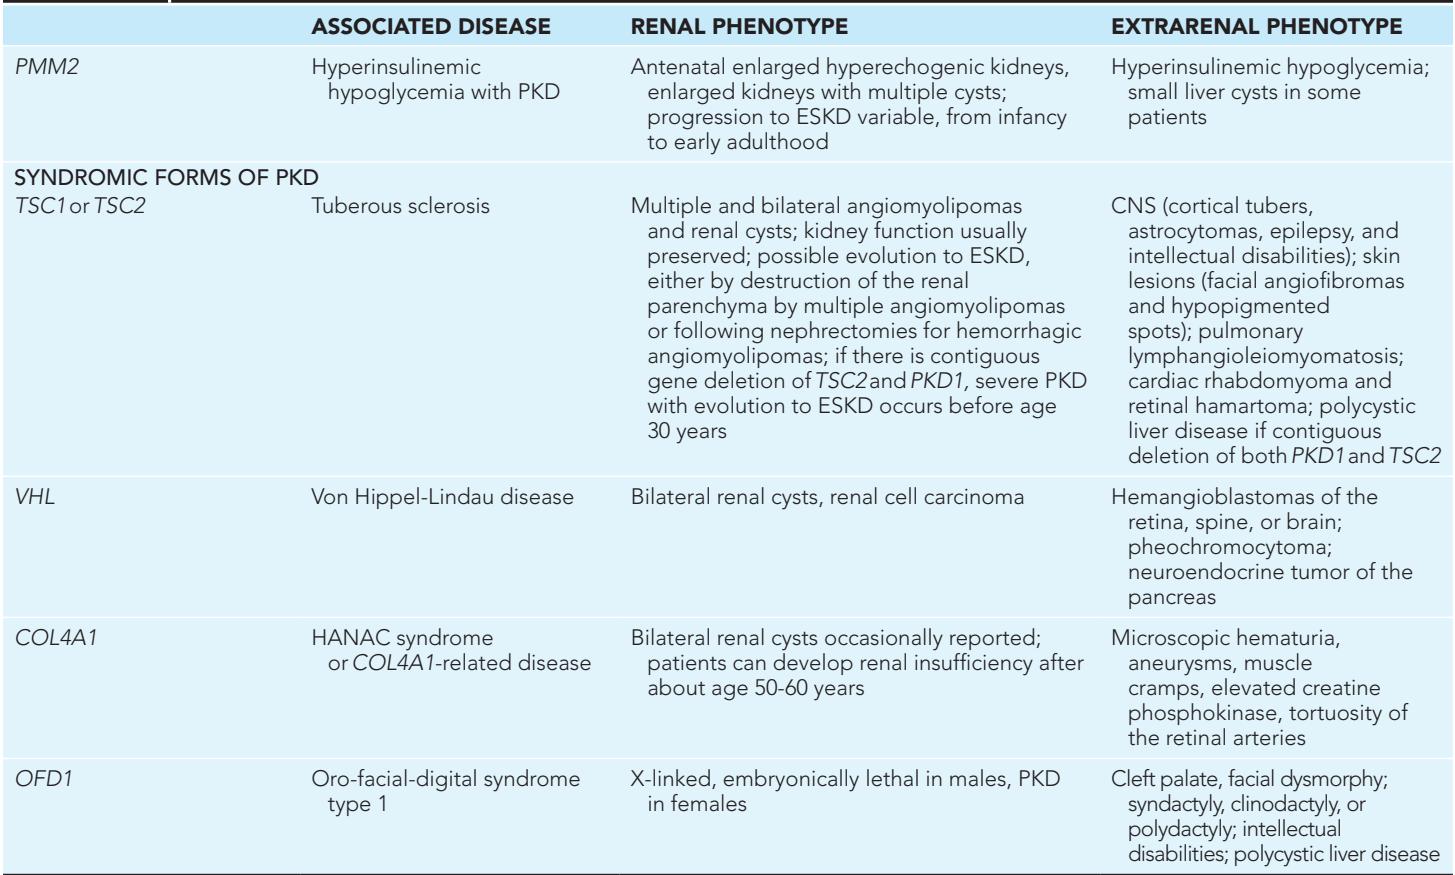 ASSOCIATED DISEASE RENAL PHENOTYPE EXTRARENAL PHENOTYPE
PMM2
Hyperinsulinemic
hypoglycemia with PKD
Antenatal enlarged hyperechogenic kidneys,
enlarged kidneys with multiple cysts;
progression to ESKD variable, from infancy
to early adulthood
Hyperinsulinemic hypoglycemia;
small liver cysts in some
patients
SYNDROMIC FORMS OF PKD
TSC1 or TSC2
Tuberous sclerosis
Multiple and bilateral angiomyolipomas
and renal cysts; kidney function usually
preserved; possible evolution to ESKD,
either by destruction of the renal
parenchyma by multiple angiomyolipomas
or following nephrectomies for hemorrhagic
angiomyolipomas; if there is contiguous
gene deletion of TSC2 and PKD1, severe PKD
with evolution to ESKD occurs before age
30 years
CNS (cortical tubers,
astrocytomas, epilepsy, and
intellectual disabilities); skin
lesions (facial angiofibromas
and hypopigmented
spots); pulmonary
lymphangioleiomyomatosis;
cardiac rhabdomyoma and
retinal hamartoma; polycystic
liver disease if contiguous
deletion of both PKD1 and TSC2
VHL
Von Hippel-Lindau disease
Bilateral renal cysts, renal cell carcinoma
Hemangioblastomas of the
retina, spine, or brain;
pheochromocytoma;
neuroendocrine tumor of the
pancreas
COL4A1
HANAC syndrome
or COL4A1-related disease
Bilateral renal cysts occasionally reported;
patients can develop renal insufficiency after
about age 50-60 years
Microscopic hematuria,
aneurysms, muscle
cramps, elevated creatine
phosphokinase, tortuosity of
the retinal arteries
OFD1
Oro-facial-digital syndrome
type 1
X-linked, embryonically lethal in males, PKD
in females
Cleft palate, facial dysmorphy;
syndactyly, clinodactyly, or
polydactyly; intellectual
disabilities; polycystic liver disease